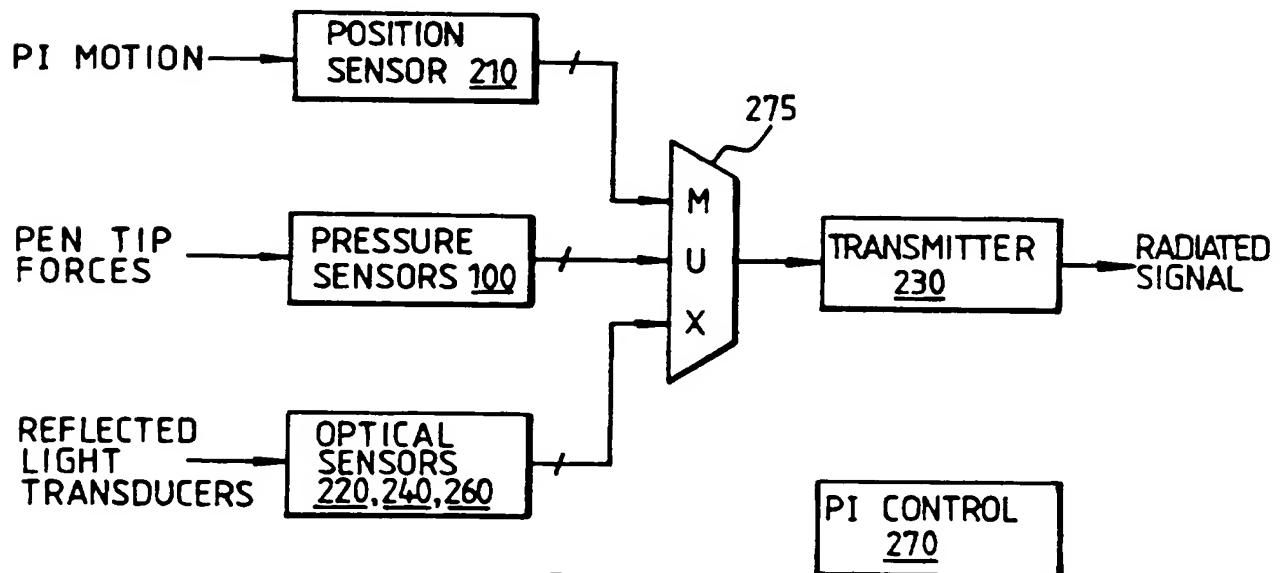 PI MOTION
POSITION
SENSOR 210
275
PEN TIP
FORCES
PRESSURE
SENSORS 100
M
U
X
TRANSMITTER
230
RADIATED
SIGNAL
REFLECTED
LIGHT
TRANSDUCERS
OPTICAL
SENSORS
220, 240, 260
PI CONTROL
270